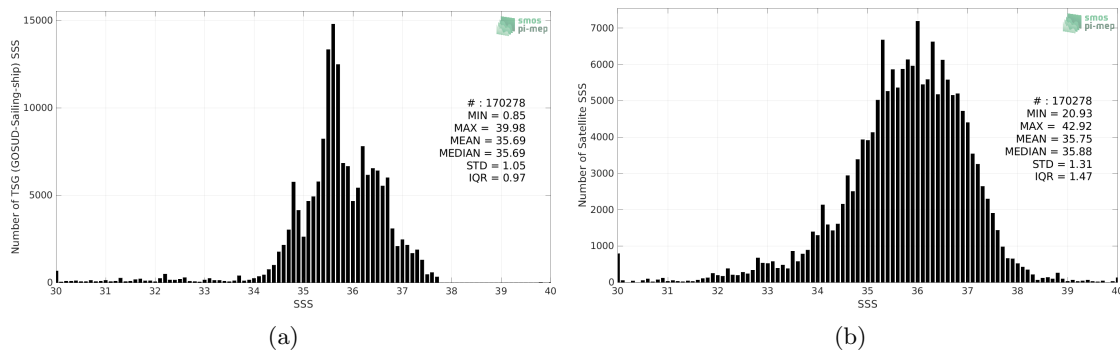 smos
pi-mep
Number of TSG (GOSUD-Sailing-ship) SSS
15000
10000
5000
0
# : 170278
MIN = 0.85
MAX = 39.98
MEAN = 35.69
MEDIAN = 35.69
STD = 1.05
IQR = 0.97
30 31 32 33 34 35 36 37 38 39 40
SSS
(a)
smos
pi-mep
Number of Satellite SSS
7000
6000
5000
4000
3000
2000
1000
0
# : 170278
MIN = 20.93
MAX = 42.92
MEAN = 35.75
MEDIAN = 35.88
STD = 1.31
IQR = 1.47
30 31 32 33 34 35 36 37 38 39 40
SSS
(b)